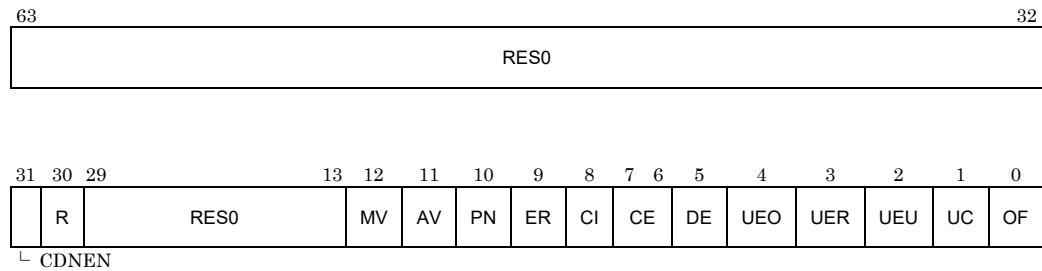 63 32
RES0
31 30 29 13 12 11 10 9 8 7 6 5 4 3 2 1 0
R RES0 MV AV PN ER CI CE DE UEO UER UEU UC OF
CDNEN